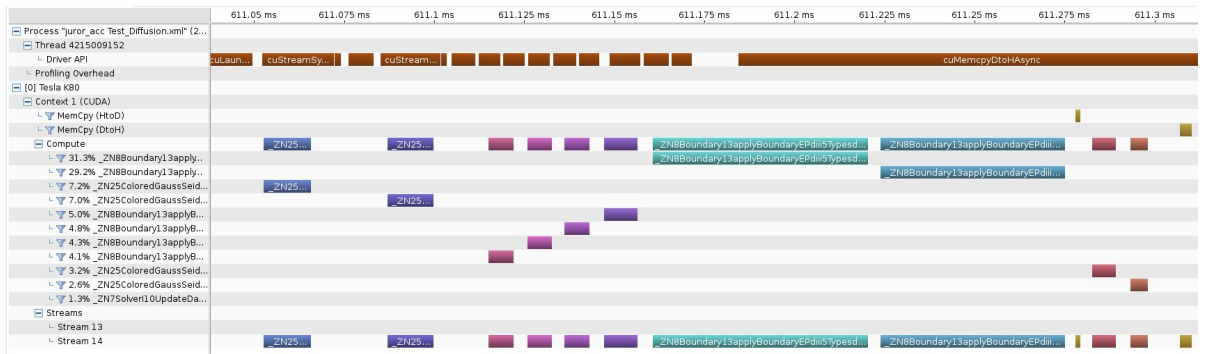 611.05 ms 611.075 ms 611.1 ms 611.125 ms 611.15 ms 611.175 ms 611.2 ms 611.225 ms 611.25 ms 611.275 ms 611.3 ms
Process "juror_acc Test_Diffusion.xml" (2...
Thread 4215009152
Driver API cuLaun... cuStreamSy... cuStream... cuMemcpyDtoHAsync
Profiling Overhead
[0] Tesla K80
Context 1 (CUDA)
MemCpy (HtoD)
MemCpy (DtoH)
Compute _ZN25... _ZN25... _ZN8Boundary13applyBoundaryEPdiii5Typesd... _ZN8Boundary13applyBoundaryEPdiii...
31.3% _ZN8Boundary13apply... _ZN8Boundary13applyBoundaryEPdiii5Typesd...
29.2% _ZN8Boundary13apply... _ZN8Boundary13applyBoundaryEPdiii...
7.2% _ZN25ColoredGaussSeid... _ZN25...
7.0% _ZN25ColoredGaussSeid... _ZN25...
5.0% _ZN8Boundary13applyB...
4.8% _ZN8Boundary13applyB...
4.3% _ZN8Boundary13applyB...
4.1% _ZN8Boundary13applyB...
3.2% _ZN25ColoredGaussSeid...
2.6% _ZN25ColoredGaussSeid...
1.3% _ZN7SolverI10UpdateDa...
Streams
Stream 13
Stream 14 _ZN25... _ZN25... _ZN8Boundary13applyBoundaryEPdiii5Typesd... _ZN8Boundary13applyBoundaryEPdiii...